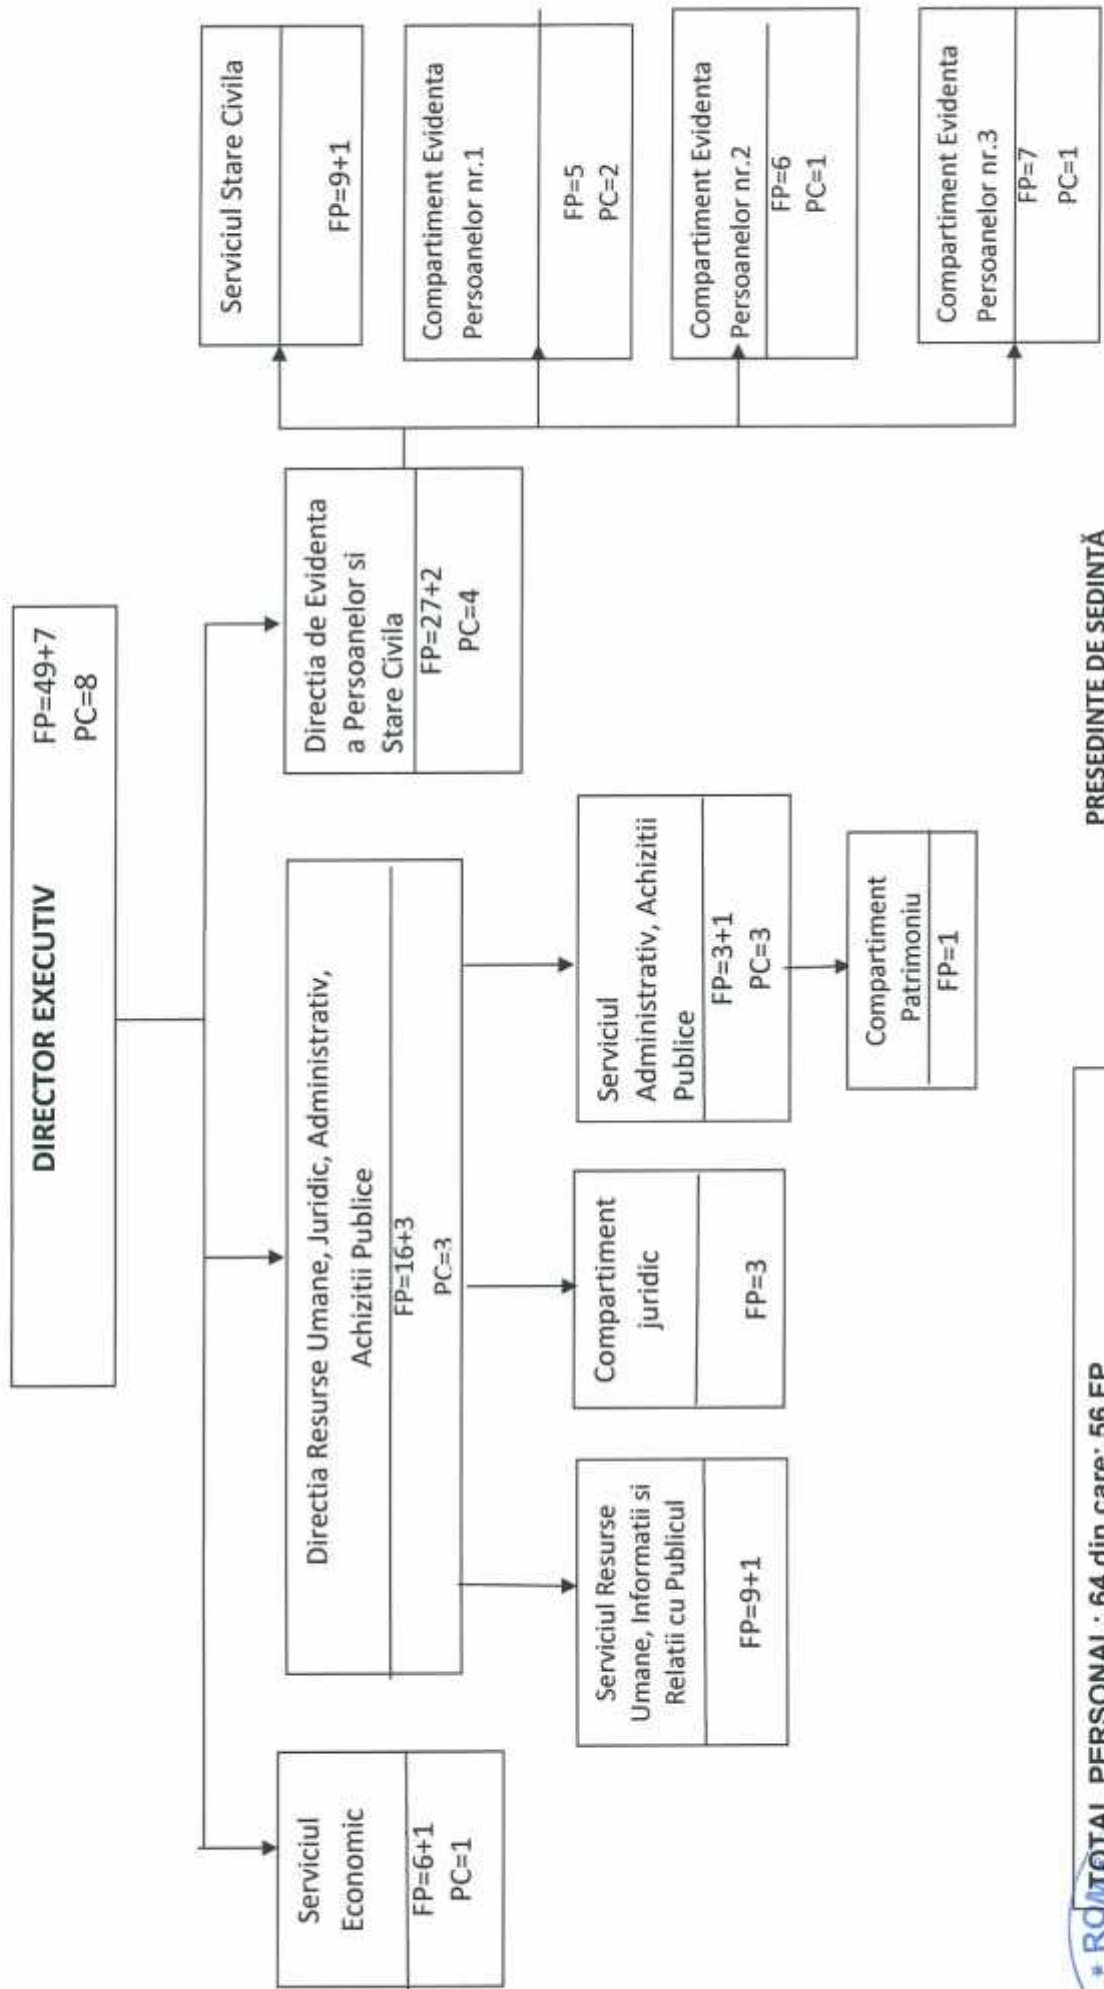 DIRECTOR EXECUTIV FP=49+7
PC=8
Serviciul
Economic
FP=6+1
PC=1
Directia Resurse Umane, Juridic, Administrativ,
Achizitii Publice
FP=16+3
PC=3
Directia de Evidenta
a Persoanelor si
Stare Civila
FP=27+2
PC=4
Serviciul Resurse
Umane, Informatii si
Relatii cu Publicul
FP=9+1
Compartiment
juridic
FP=3
Serviciul
Administrativ, Achizitii
Publice
FP=3+1
PC=3
Compartiment
Patrimoniu
FP=1
Serviciul Stare Civila
FP=9+1
Compartiment Evidenta
Persoanelor nr.1
FP=5
PC=2
Compartiment Evidenta
Persoanelor nr.2
FP=6
PC=1
Compartiment Evidenta
Persoanelor nr.3
FP=7
PC=1
PRESEDINTE DE SEDINȚĂ
TOTAL PERSONAL: 64 din care: 56 FP